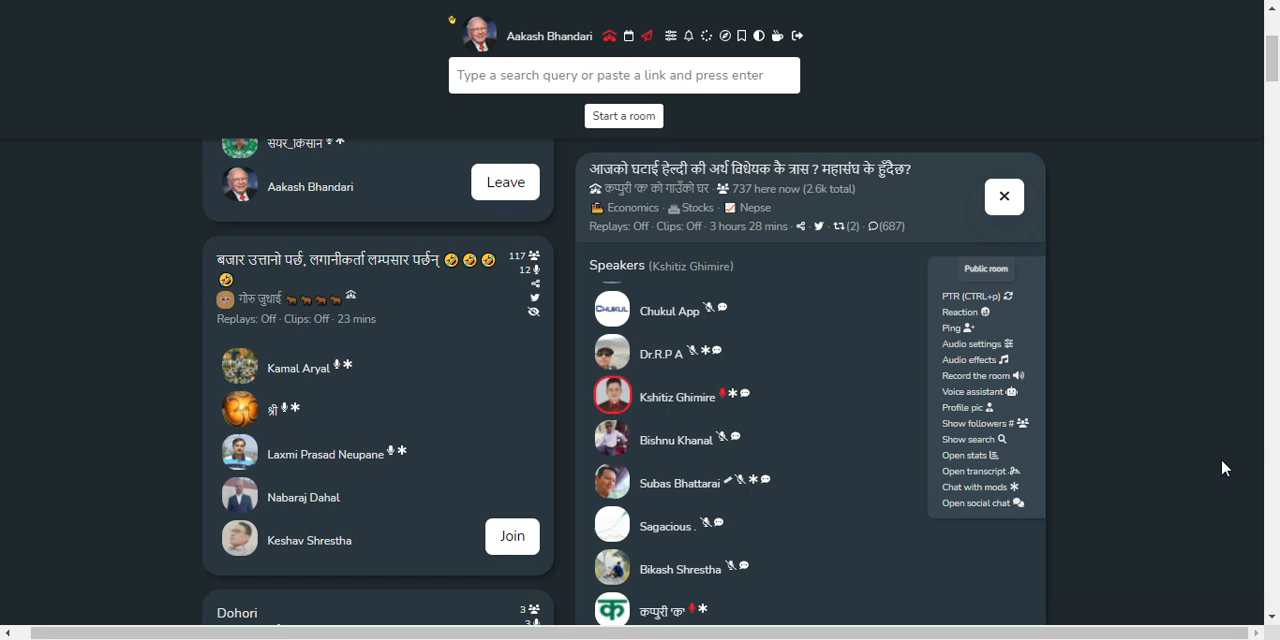 Aakash Bhandari
Type a search query or paste a link and press enter
Start a room
सेयर_किसान
Aakash Bhandari
Leave
बजार उत्तानो पर्छ, लगानीकर्ता लम्पसार पर्छन् 🤣 🤣 🤣
🤣
117
12
गोरु जुधाई 🐂 🐂 🐂 🐂
Replays: Off · Clips: Off · 23 mins
Kamal Aryal
श्री
Laxmi Prasad Neupane
Nabaraj Dahal
Keshav Shrestha
Join
Dohori
3
3
आजको घटाई हेल्दी की अर्थ विधेयक कै त्रास ? महासंघ के हुँदैछ?
कप्पुरी 'क' को गाउँको घर · 737 here now (2.6k total)
Economics · Stocks · Nepse
Replays: Off · Clips: Off · 3 hours 28 mins · (2) · (687)
×
Speakers (Kshitiz Ghimire)
CHUKUL
Chukul App
Dr.R.P A
Kshitiz Ghimire
Bishnu Khanal
Subas Bhattarai
Sagacious .
Bikash Shrestha
क
कप्पुरी 'क'
Public room
PTR (CTRL+p)
Reaction
Ping
Audio settings
Audio effects
Record the room
Voice assistant
Profile pic
Show followers #
Show search
Open stats
Open transcript
Chat with mods
Open social chat